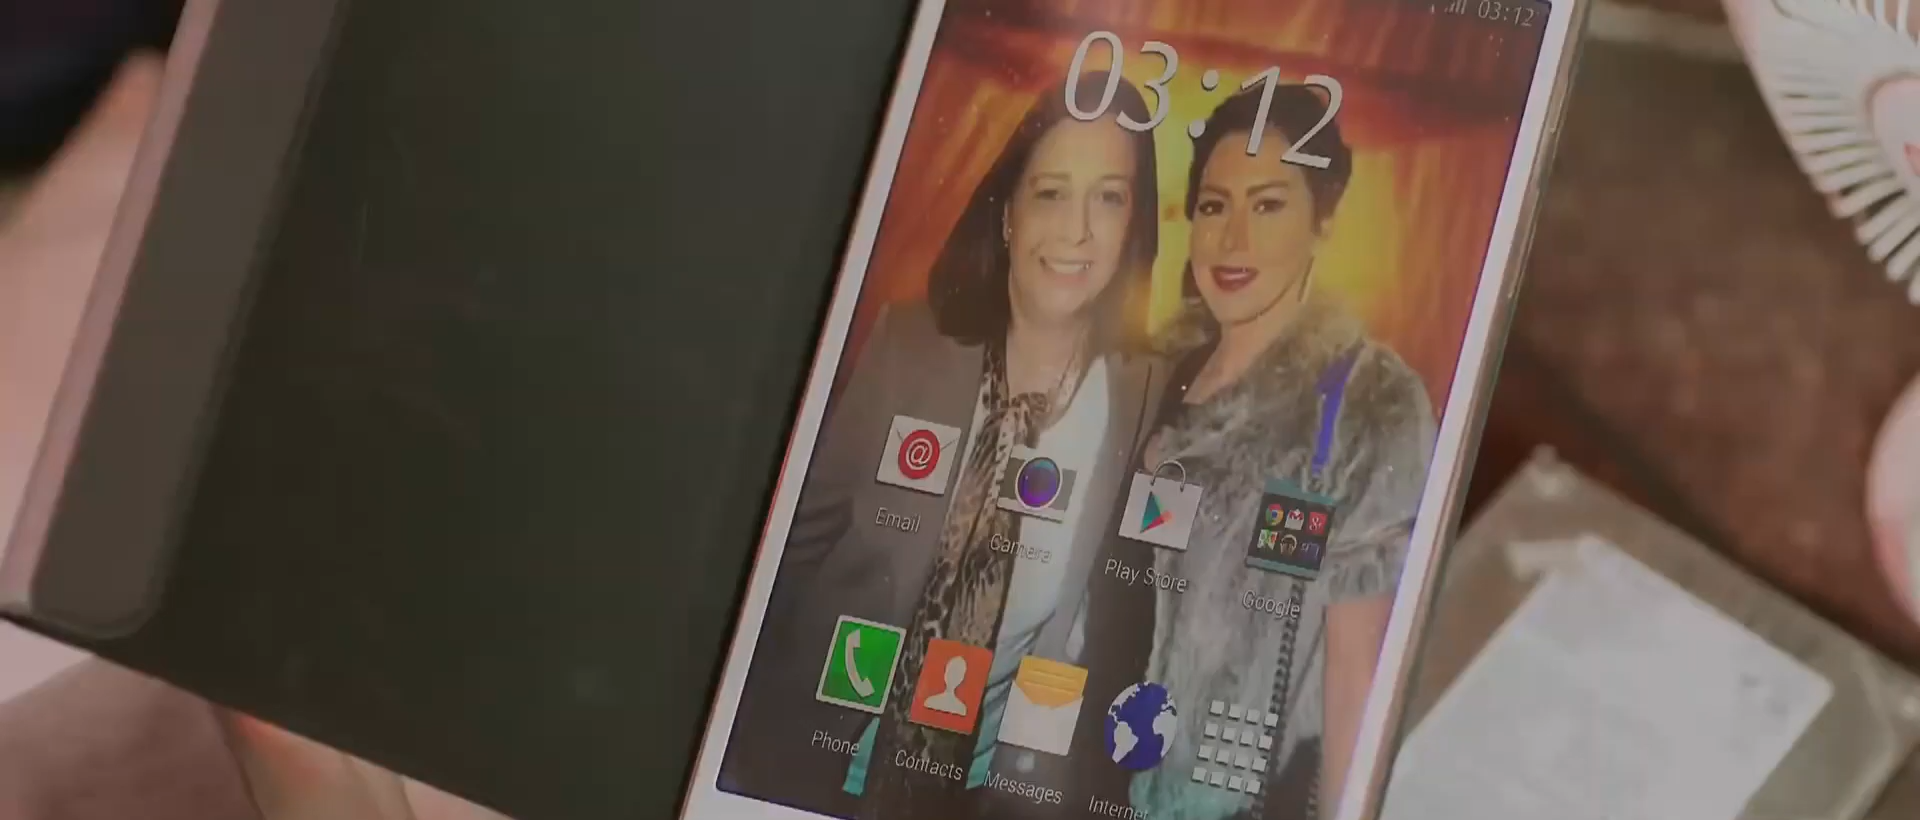 03:12
03:12
@
Email
Camera
Play Store
Google
Phone
Contacts
Messages
Internet